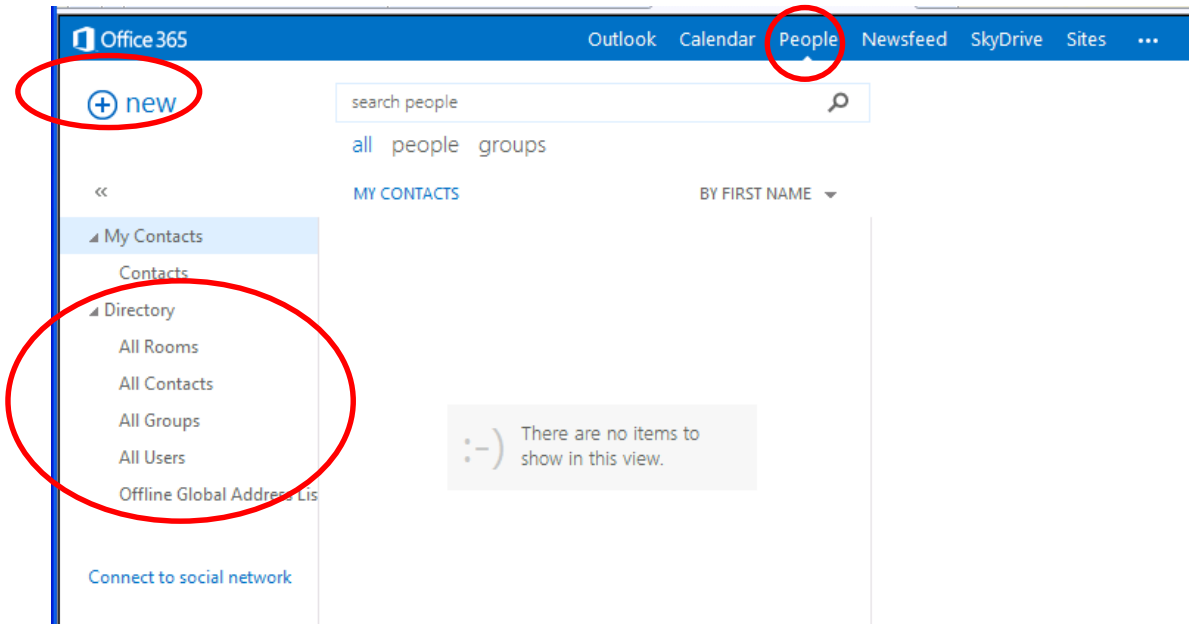 Office 365
Outlook Calendar People Newsfeed SkyDrive Sites ...
new
search people
all people groups
MY CONTACTS BY FIRST NAME
My Contacts
Contacts
Directory
All Rooms
All Contacts
All Groups
All Users
Offline Global Address Lis
There are no items to
show in this view.
:-)
Connect to social network